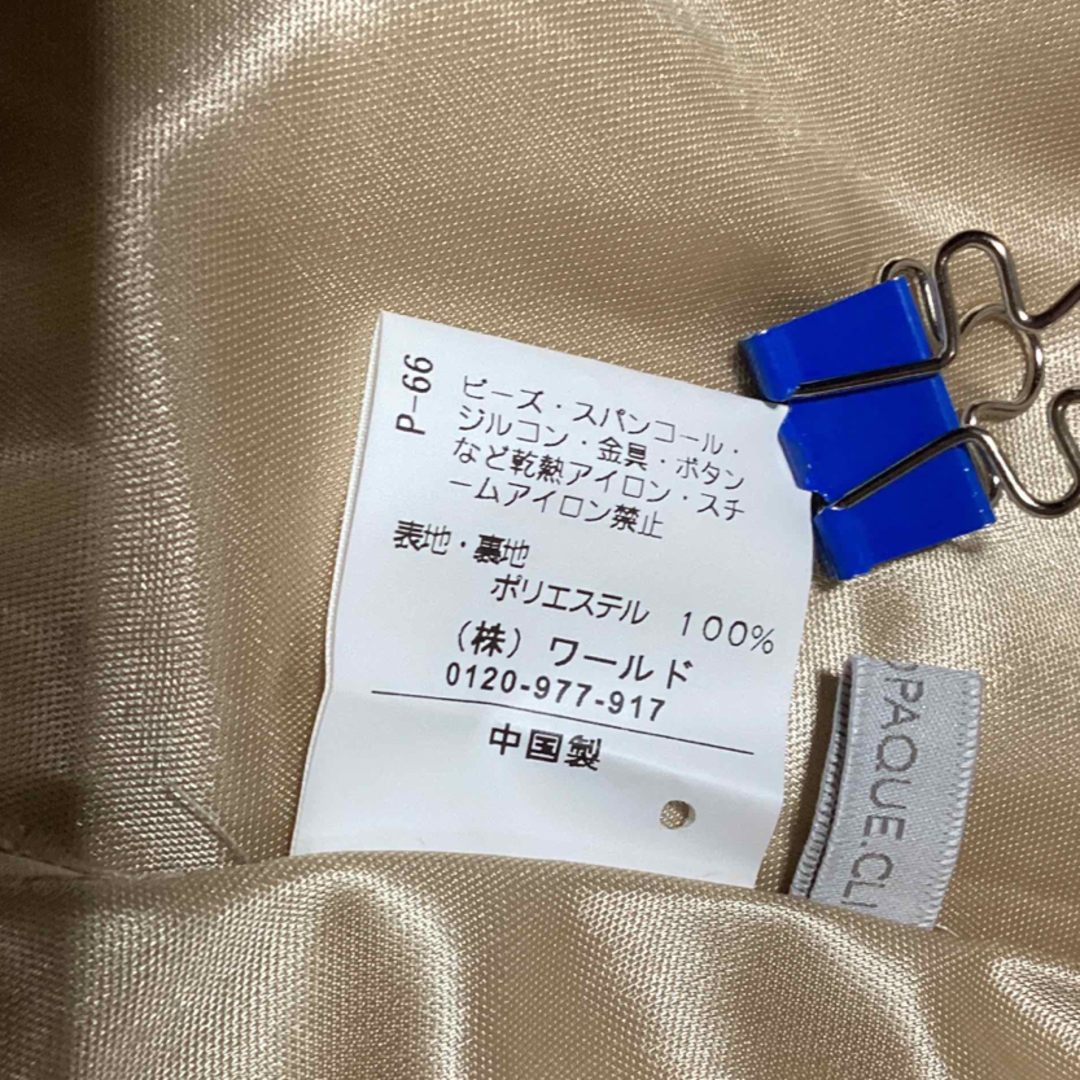 P-66
ビーズ・スパンコール・
ジルコン・金具・ボタン
など乾熱アイロン・スチ
ームアイロン禁止
表地・裏地
ポリエステル 100%
(株)ワールド
0120-977-917
中国製
OPAQUE.CLI